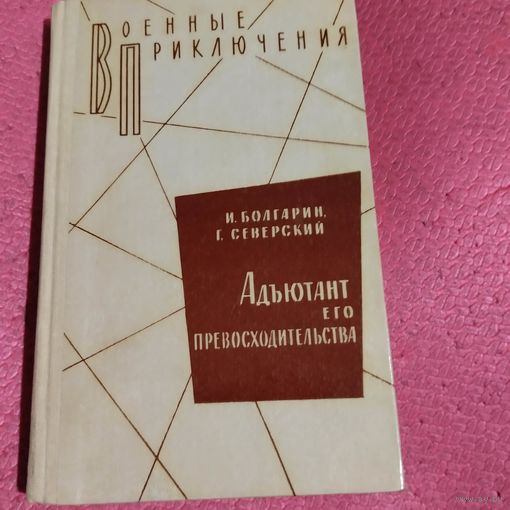 Военные
Приключения
И. БОЛГАРИН,
Г. СЕВЕРСКИЙ
Адъютант
ЕГО
ПРЕВОСХОДИТЕЛЬСТВА